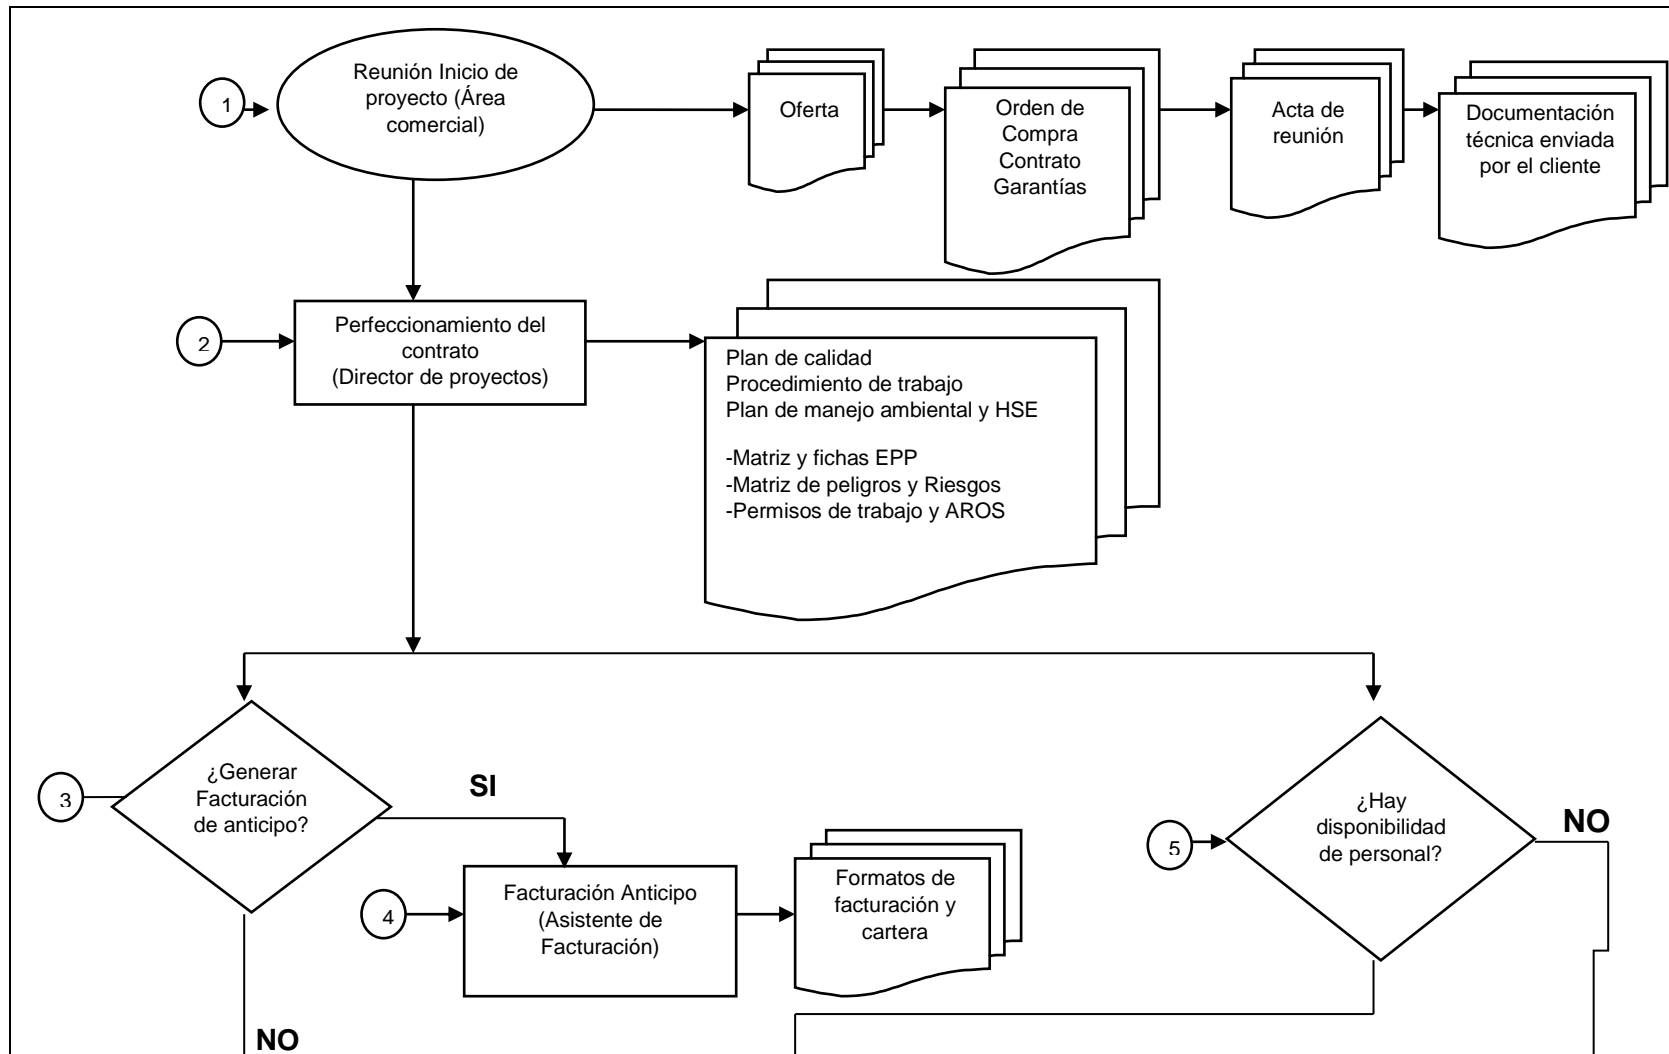 1
Reunión Inicio de
proyecto (Área
comercial)
Oferta
Orden de
Compra
Contrato
Garantías
Acta de
reunión
Documentación
técnica enviada
por el cliente
2
Perfeccionamiento del
contrato
(Director de proyectos)
Plan de calidad
Procedimiento de trabajo
Plan de manejo ambiental y HSE
-Matriz y fichas EPP
-Matriz de peligros y Riesgos
-Permisos de trabajo y AROS
3
¿Generar
Facturación
de anticipo?
SI
4
Facturación Anticipo
(Asistente de
Facturación)
Formatos de
facturación y
cartera
5
¿Hay
disponibilidad
de personal?
NO
NO